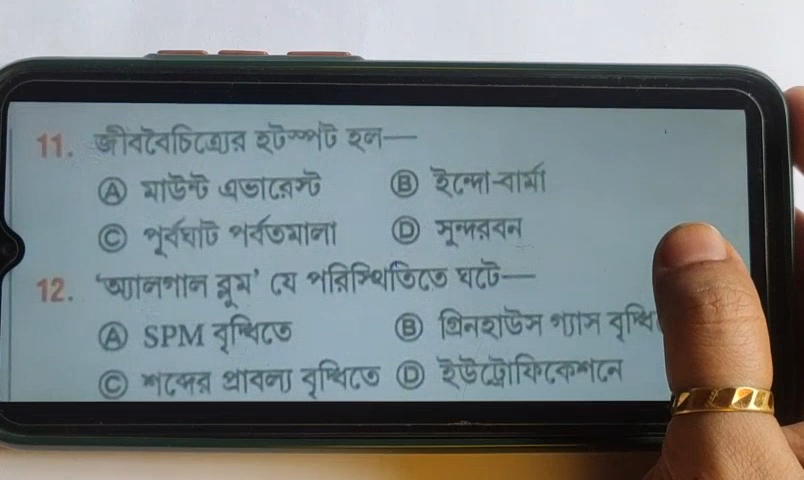 11. জীববৈচিত্র্যের হটস্পট হল—
Ⓐ মাউন্ট এভারেস্ট Ⓑ ইন্দো-বার্মা
Ⓒ পূর্বঘাট পর্বতমালা Ⓓ সুন্দরবন
12. ‘অ্যালগাল ব্লুম’ যে পরিস্থিতিতে ঘটে—
Ⓐ SPM বৃদ্ধিতে Ⓑ গ্রিনহাউস গ্যাস বৃদ্ধি
Ⓒ শব্দের প্রাবল্য বৃদ্ধিতে Ⓓ ইউট্রোফিকেশনে